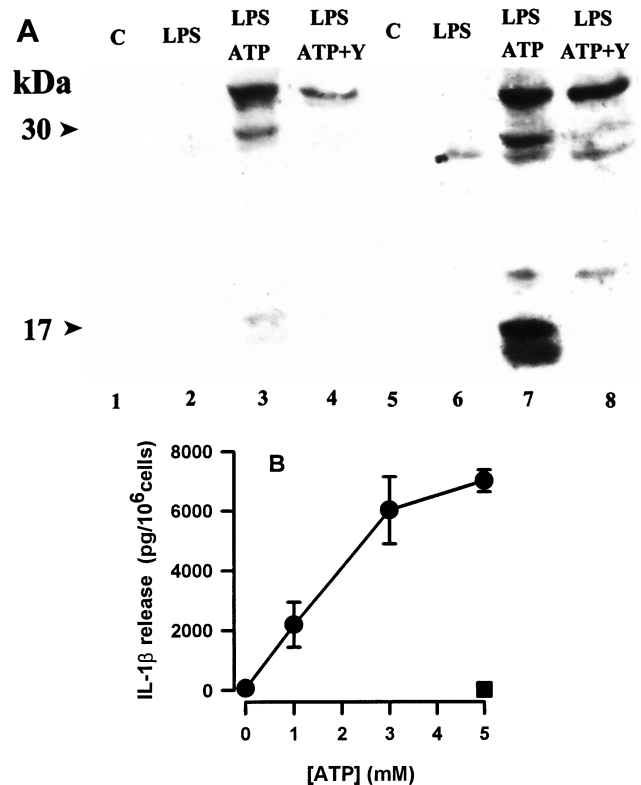 A
C LPS LPS LPS C LPS LPS LPS
ATP ATP+Y ATP ATP+Y
kDa
30
17
1 2 3 4 5 6 7 8
B
IL-1β release (pg/10⁶cells)
8000
6000
4000
2000
0
0 1 2 3 4 5
[ATP] (mM)